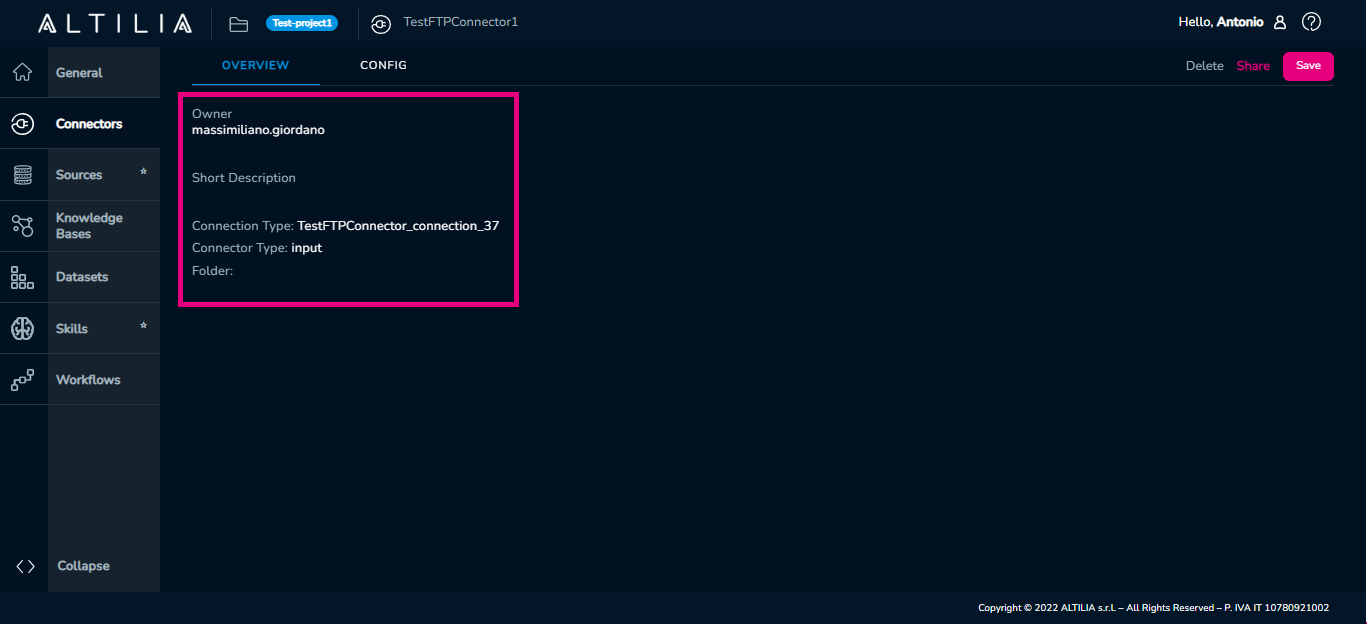 ALTILIA
Test-project1
TestFTPConnector1
Hello, Antonio
General
Connectors
Sources *
Knowledge
Bases
Datasets
Skills *
Workflows
Collapse
OVERVIEW CONFIG
Delete Share Save
Owner
massimiliano.giordano
Short Description
Connection Type: TestFTPConnector_connection_37
Connector Type: input
Folder:
Copyright © 2022 ALTILIA s.r.l. – All Rights Reserved – P. IVA IT 10780921002